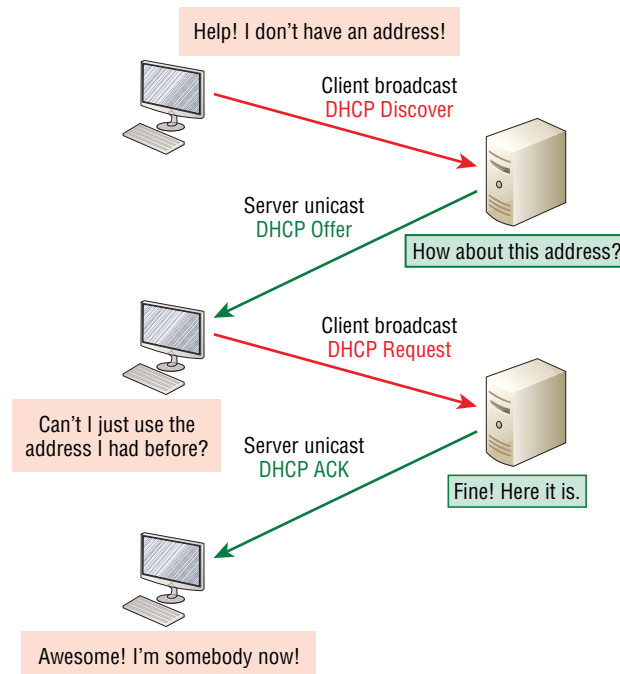 Help! I don't have an address!
Client broadcast
DHCP Discover
Server unicast
DHCP Offer
How about this address?
Client broadcast
DHCP Request
Can't I just use the
address I had before?
Server unicast
DHCP ACK
Fine! Here it is.
Awesome! I'm somebody now!